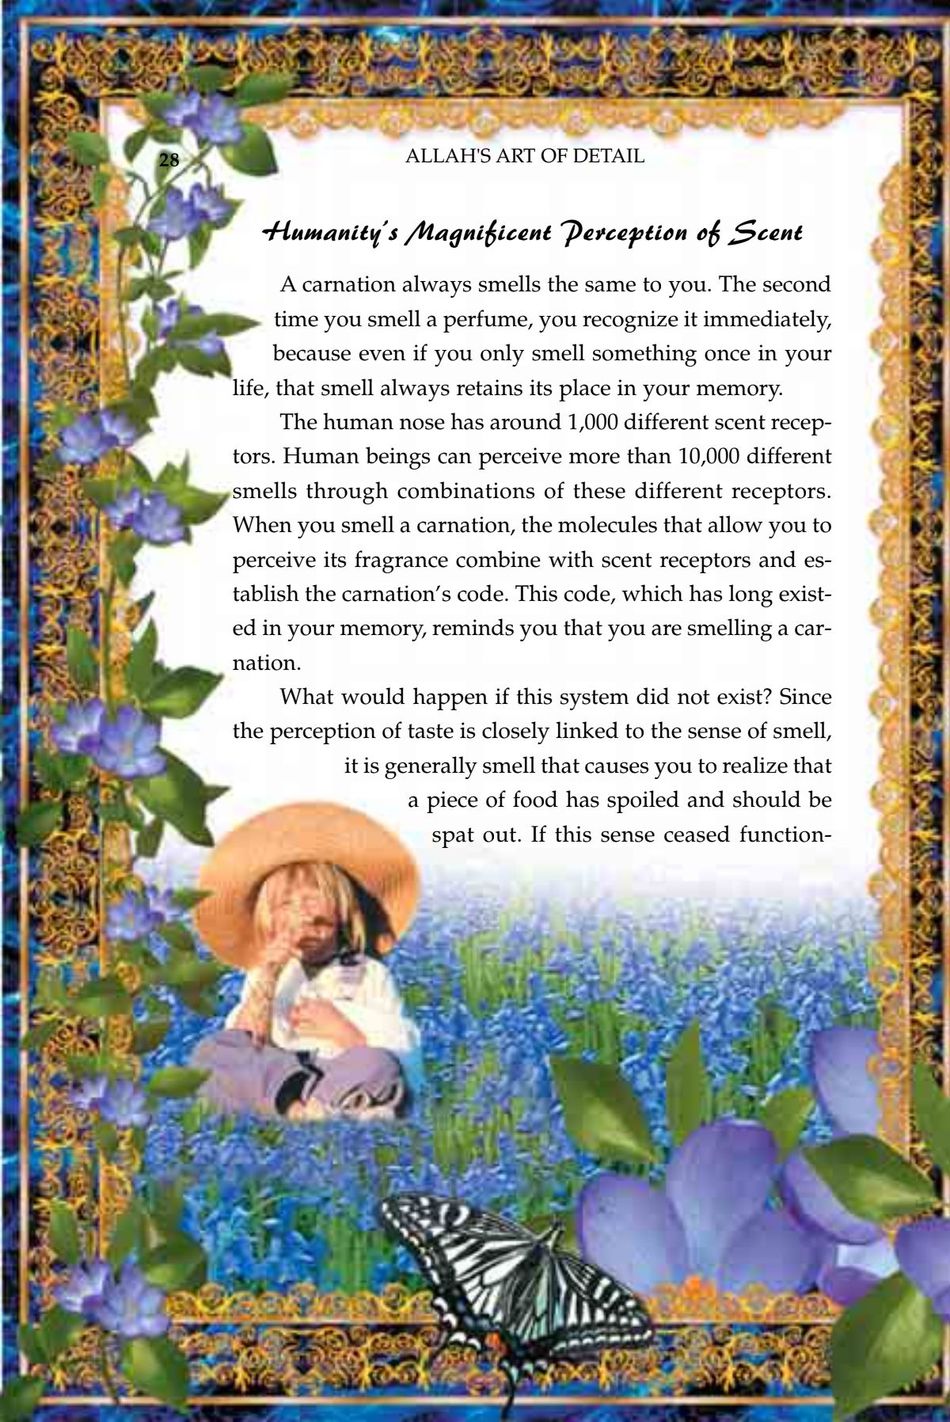 28
ALLAH'S ART OF DETAIL
Humanity's Magnificent Perception of Scent
A carnation always smells the same to you. The second
time you smell a perfume, you recognize it immediately,
because even if you only smell something once in your
life, that smell always retains its place in your memory.
The human nose has around 1,000 different scent recep-
tors. Human beings can perceive more than 10,000 different
smells through combinations of these different receptors.
When you smell a carnation, the molecules that allow you to
perceive its fragrance combine with scent receptors and es-
tablish the carnation’s code. This code, which has long exist-
ed in your memory, reminds you that you are smelling a car-
nation.
What would happen if this system did not exist? Since
the perception of taste is closely linked to the sense of smell,
it is generally smell that causes you to realize that
a piece of food has spoiled and should be
spat out. If this sense ceased function-